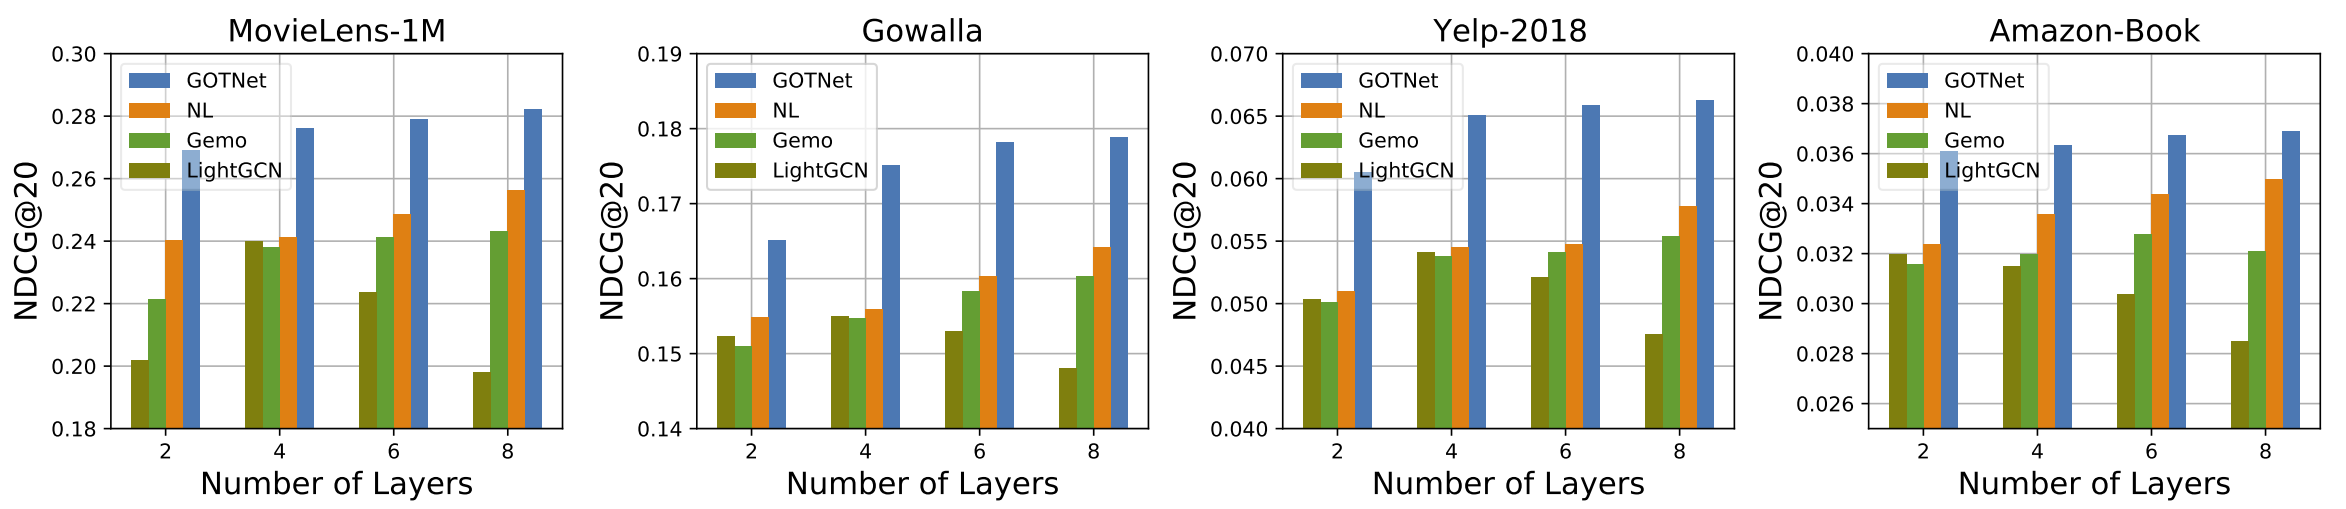 MovieLens-1M
NDCG@20
0.30
0.28
0.26
0.24
0.22
0.20
0.18
GOTNet
NL
Gemo
LightGCN
2 4 6 8
Number of Layers
Gowalla
NDCG@20
0.19
0.18
0.17
0.16
0.15
0.14
GOTNet
NL
Gemo
LightGCN
2 4 6 8
Number of Layers
Yelp-2018
NDCG@20
0.070
0.065
0.060
0.055
0.050
0.045
0.040
GOTNet
NL
Gemo
LightGCN
2 4 6 8
Number of Layers
Amazon-Book
NDCG@20
0.040
0.038
0.036
0.034
0.032
0.030
0.028
0.026
GOTNet
NL
Gemo
LightGCN
2 4 6 8
Number of Layers